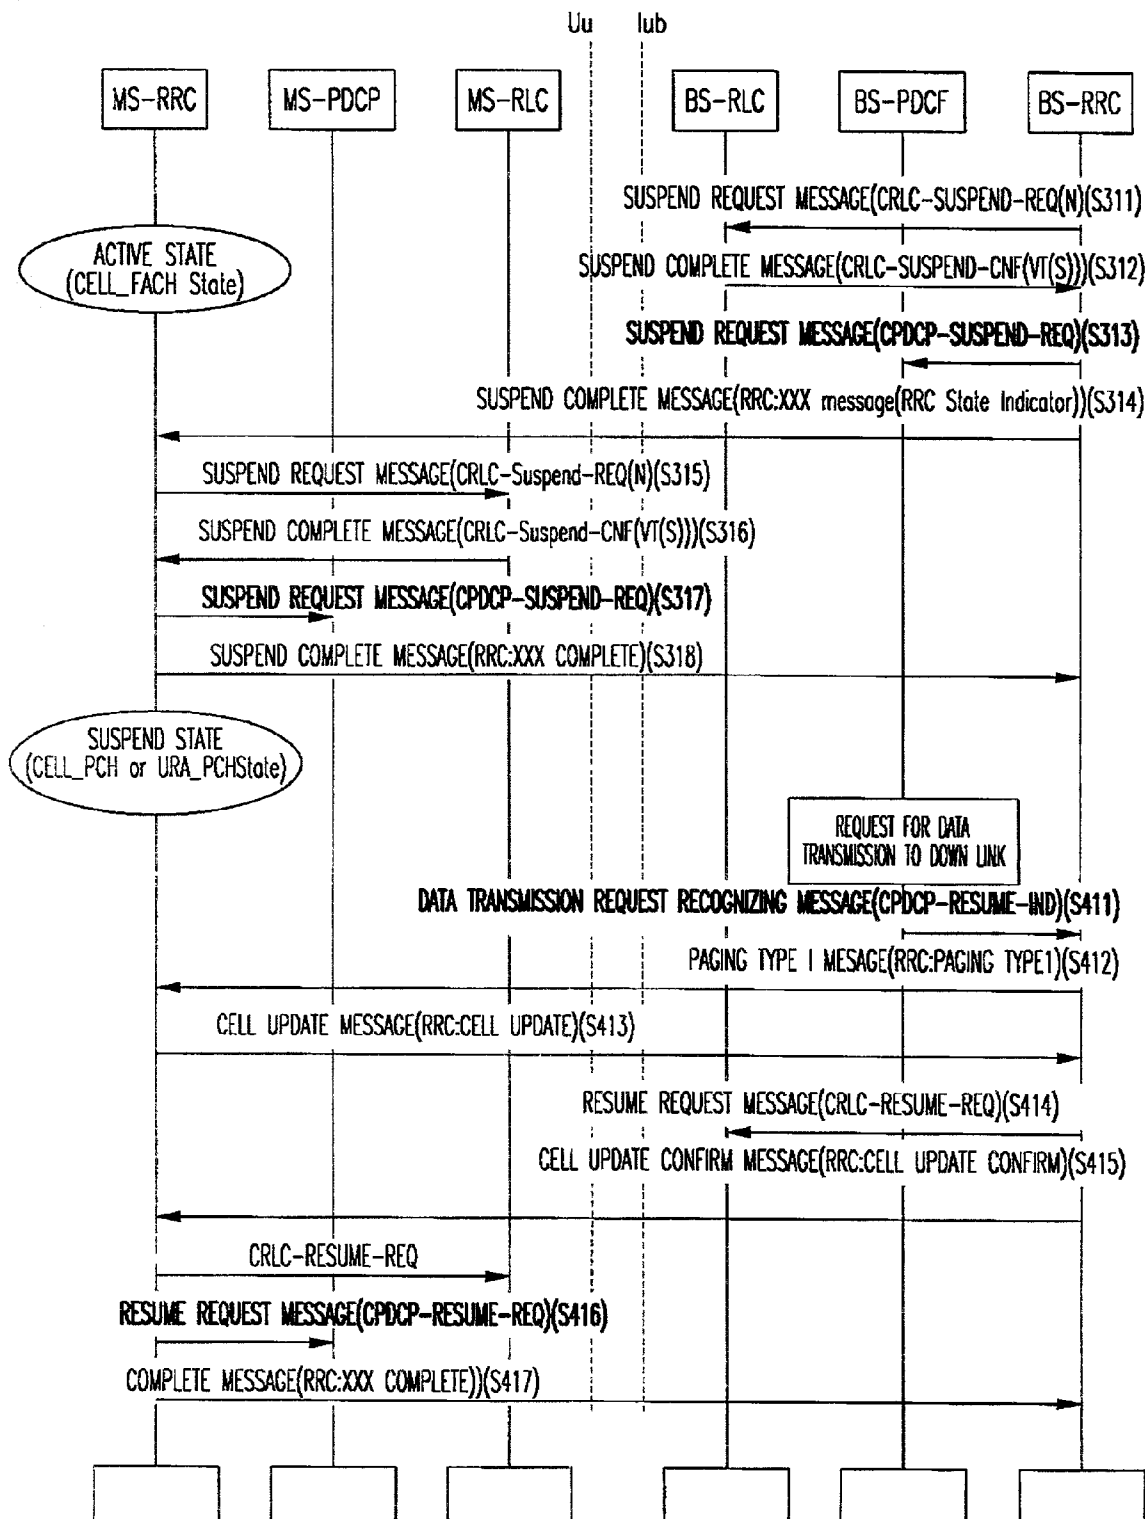 Uu Iub
MS-RRC MS-PDCP MS-RLC BS-RLC BS-PDCF BS-RRC
SUSPEND REQUEST MESSAGE(CRLC-SUSPEND-REQ(N)(S311)
ACTIVE STATE
(CELL_FACH State)
SUSPEND COMPLETE MESSAGE(CRLC-SUSPEND-CNF(VT(S)))(S312)
SUSPEND REQUEST MESSAGE(CPDCP-SUSPEND-REQ)(S313)
SUSPEND COMPLETE MESSAGE(RRC:XXX message(RRC State Indicator))(S314)
SUSPEND REQUEST MESSAGE(CRLC-Suspend-REQ(N)(S315)
SUSPEND COMPLETE MESSAGE(CRLC-Suspend-CNF(VT(S)))(S316)
SUSPEND REQUEST MESSAGE(CPDCP-SUSPEND-REQ)(S317)
SUSPEND COMPLETE MESSAGE(RRC:XXX COMPLETE)(S318)
SUSPEND STATE
(CELL_PCH or URA_PCHState)
REQUEST FOR DATA
TRANSMISSION TO DOWN LINK
DATA TRANSMISSION REQUEST RECOGNIZING MESSAGE(CPDCP-RESUME-IND)(S411)
PAGING TYPE I MESAGE(RRC:PAGING TYPE1)(S412)
CELL UPDATE MESSAGE(RRC:CELL UPDATE)(S413)
RESUME REQUEST MESSAGE(CRLC-RESUME-REQ)(S414)
CELL UPDATE CONFIRM MESSAGE(RRC:CELL UPDATE CONFIRM)(S415)
CRLC-RESUME-REQ
RESUME REQUEST MESSAGE(CPDCP-RESUME-REQ)(S416)
COMPLETE MESSAGE(RRC:XXX COMPLETE))(S417)